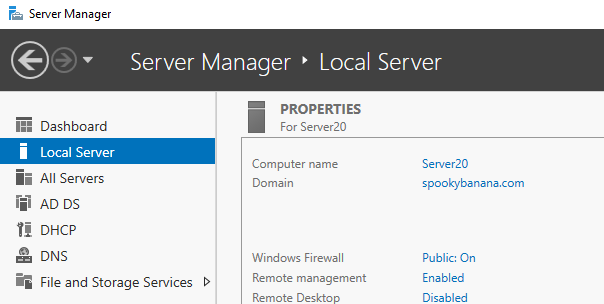 Server Manager
Server Manager ‣ Local Server
Dashboard
Local Server
All Servers
AD DS
DHCP
DNS
File and Storage Services
PROPERTIES
For Server20
Computer name Server20
Domain spookybanana.com
Windows Firewall Public: On
Remote management Enabled
Remote Desktop Disabled